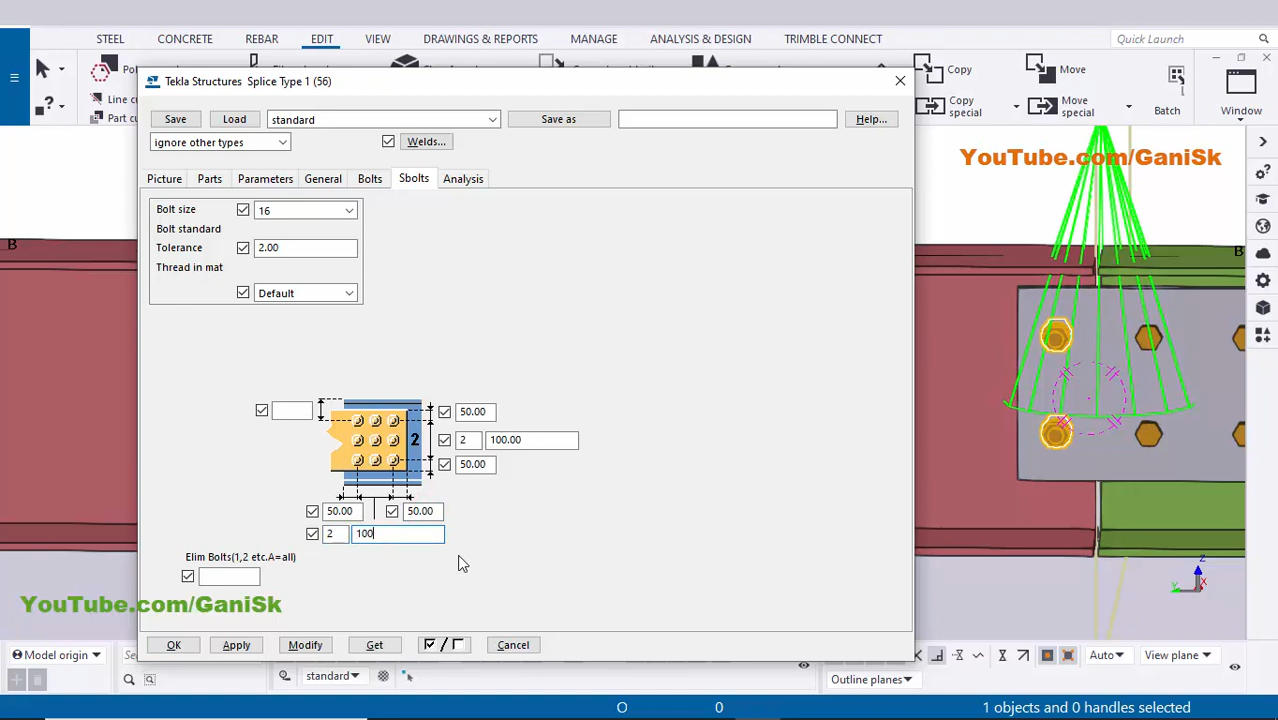 STEEL CONCRETE REBAR EDIT VIEW DRAWINGS & REPORTS MANAGE ANALYSIS & DESIGN TRIMBLE CONNECT Quick Launch
Tekla Structures Splice Type 1 (56)
Copy
Move
Line c
Part cu
Copy special
Move special
Batch
Window
Save
Load
standard
Save as
Help...
ignore other types
Welds...
YouTube.com/GaniSk
Picture Parts Parameters General Bolts Sbolts Analysis
Bolt size 16
Bolt standard
Tolerance 2.00
Thread in mat
Default
B
B
50.00
2 100.00
2
50.00
50.00 50.00
2 100
Elim Bolts(1,2 etc.A=all)
YouTube.com/GaniSk
Z
Y X
OK Apply Modify Get / Cancel
Model origin
standard
Auto
View plane
Outline planes
O 0 1 objects and 0 handles selected